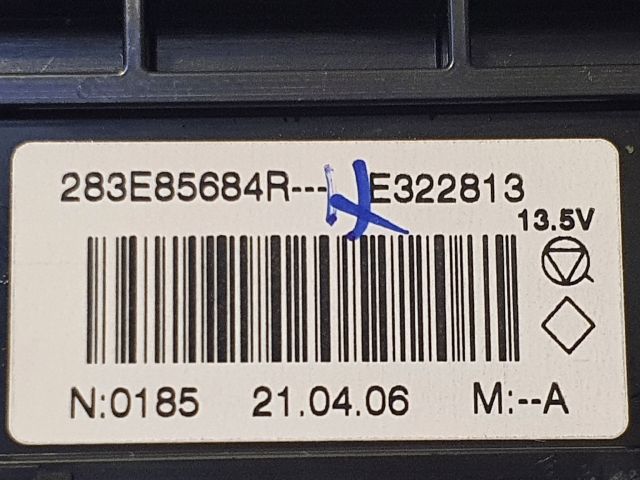 283E85684R--- E322813
13.5V
N:0185 21.04.06 M:--A